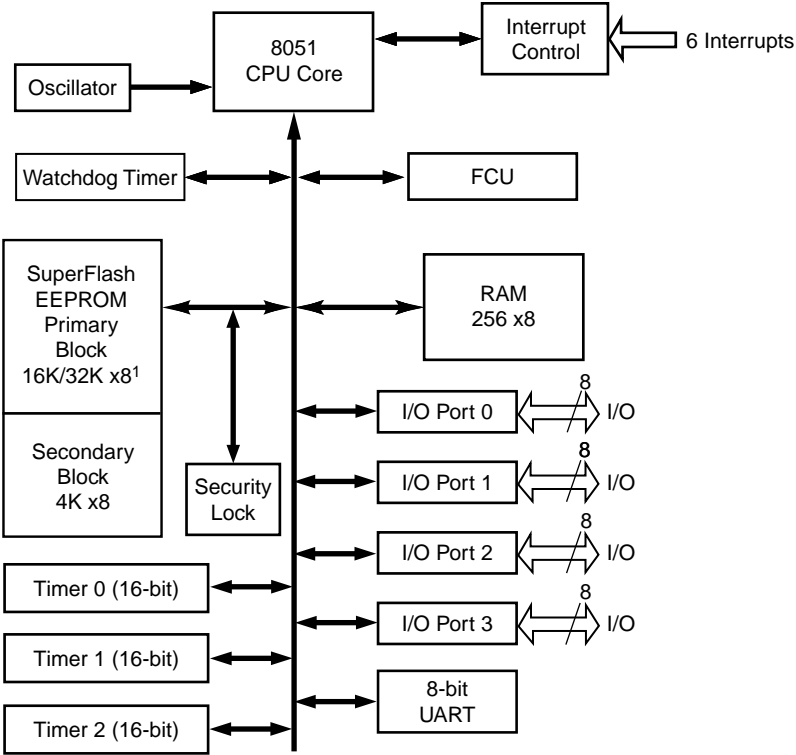 8051
CPU Core
Interrupt
Control
6 Interrupts
Oscillator
Watchdog Timer
FCU
SuperFlash
EEPROM
Primary
Block
16K/32K x8¹
RAM
256 x8
Secondary
Block
4K x8
Security
Lock
I/O Port 0
8
I/O
I/O Port 1
8
I/O
I/O Port 2
8
I/O
I/O Port 3
8
I/O
Timer 0 (16-bit)
Timer 1 (16-bit)
Timer 2 (16-bit)
8-bit
UART